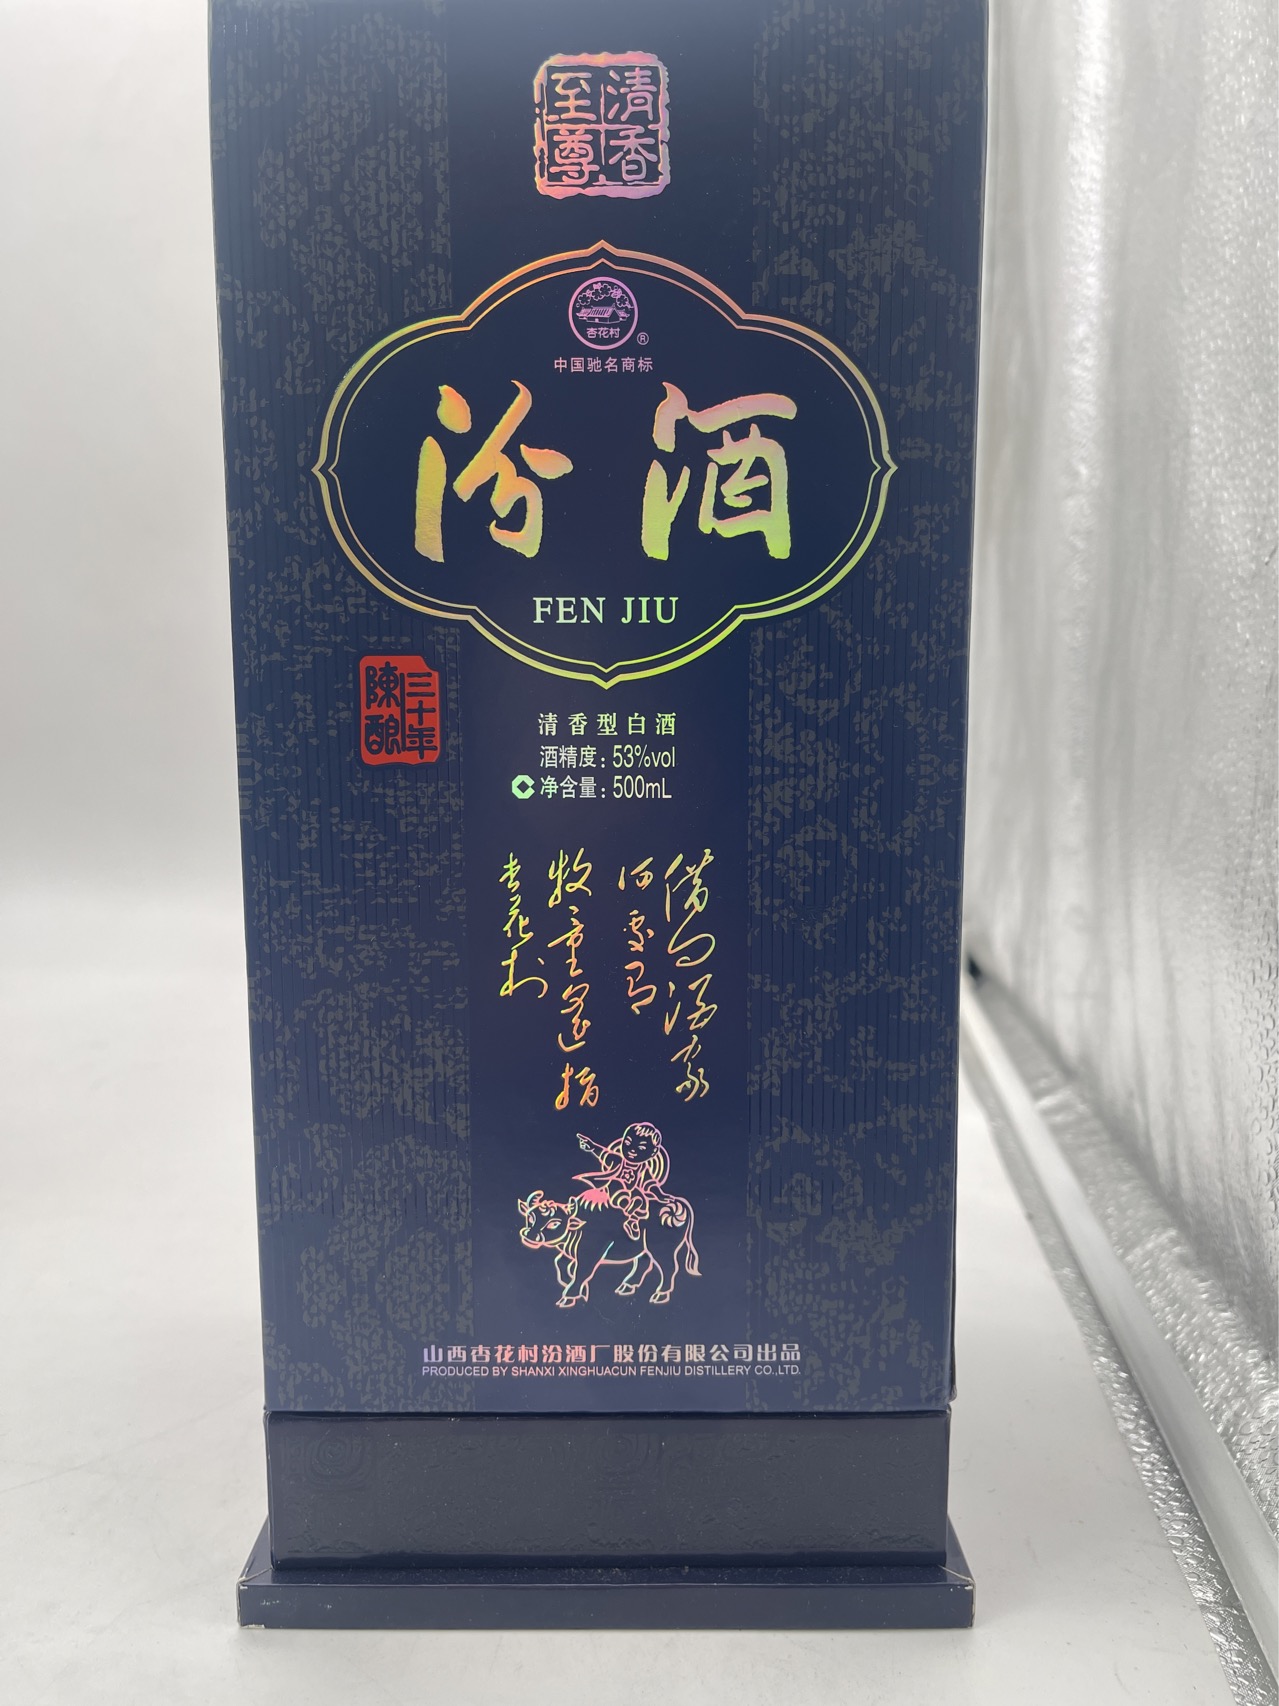 清香
至尊
杏花村
®
中国驰名商标
汾酒
FEN JIU
三十年
陳酿
清香型白酒
酒精度：53%vol
净含量：500mL
借问酒家
何处有
牧童遥指
杏花村
山西杏花村汾酒厂股份有限公司出品
PRODUCED BY SHANXI XINGHUACUN FENJIU DISTILLERY CO.,LTD.